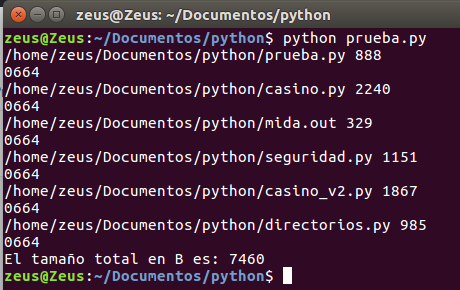 zeus@Zeus: ~/Documentos/python
zeus@Zeus:~/Documentos/python$ python prueba.py
/home/zeus/Documentos/python/prueba.py 888
0664
/home/zeus/Documentos/python/casino.py 2240
0664
/home/zeus/Documentos/python/mida.out 329
0664
/home/zeus/Documentos/python/seguridad.py 1151
0664
/home/zeus/Documentos/python/casino_v2.py 1867
0664
/home/zeus/Documentos/python/directorios.py 985
0664
El tamaño total en B es: 7460
zeus@Zeus:~/Documentos/python$